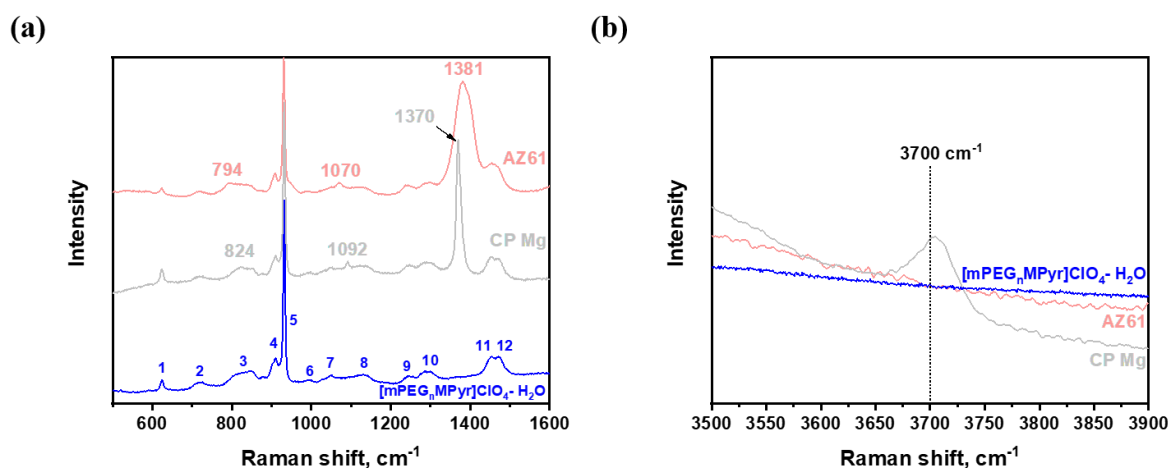 (a)
1381
1370
794
1070
AZ61
824
1092
CP Mg
1
2
3
4
5
6
7
8
9
10
11
12
[mPEGₙMPyr]ClO₄- H₂O
Intensity
600
800
1000
1200
1400
1600
Raman shift, cm⁻¹
(b)
3700 cm⁻¹
[mPEGₙMPyr]ClO₄- H₂O
AZ61
CP Mg
Intensity
3500
3550
3600
3650
3700
3750
3800
3850
3900
Raman shift, cm⁻¹